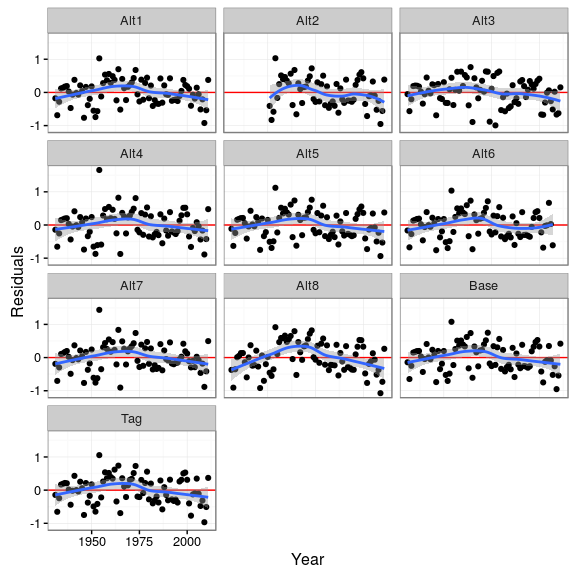 Alt1 Alt2 Alt3
1
0
-1
Alt4 Alt5 Alt6
1
0
-1
Alt7 Alt8 Base
1
0
-1
Tag
1
0
-1
1950 1975 2000
Residuals
Year